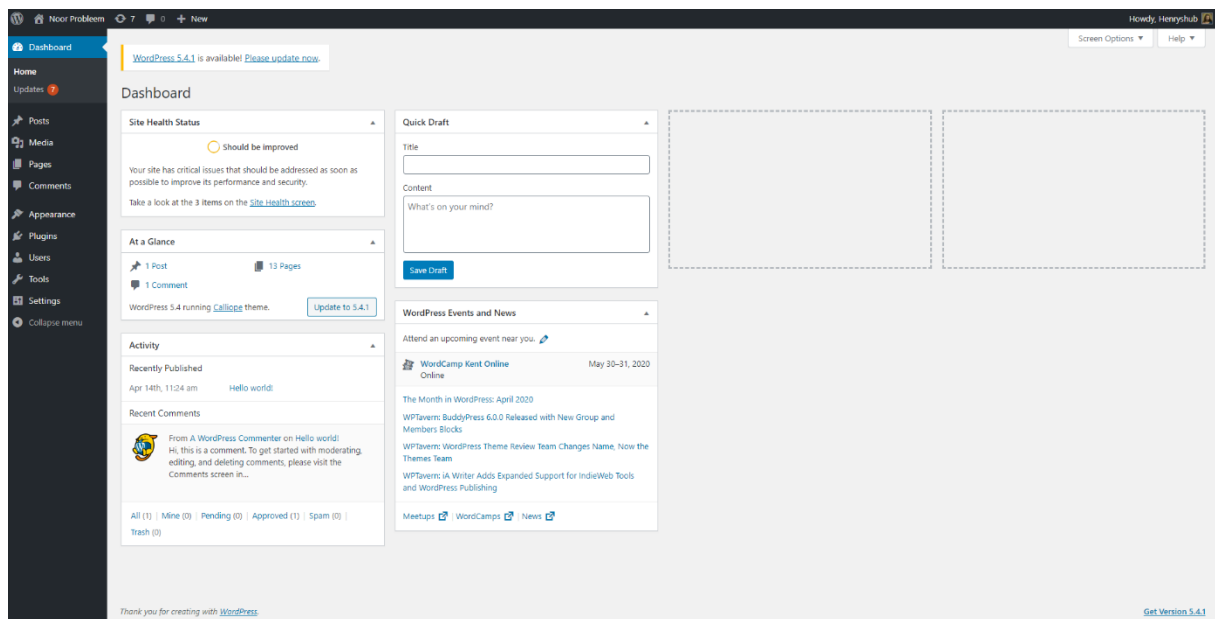 Noor Probleem 7 0 + New Howdy, Henryshub
Screen Options ▼ Help ▼
Dashboard
Home
Updates 7
Posts
Media
Pages
Comments
Appearance
Plugins
Users
Tools
Settings
Collapse menu
WordPress 5.4.1 is available! Please update now.
Dashboard
Site Health Status
Should be improved
Your site has critical issues that should be addressed as soon as
possible to improve its performance and security.
Take a look at the 3 items on the Site Health screen.
At a Glance
1 Post 13 Pages
1 Comment
WordPress 5.4 running Calliope theme. Update to 5.4.1
Activity
Recently Published
Apr 14th, 11:24 am Hello world!
Recent Comments
From A WordPress Commenter on Hello world!
Hi, this is a comment. To get started with moderating,
editing, and deleting comments, please visit the
Comments screen in...
All (1) | Mine (0) | Pending (0) | Approved (1) | Spam (0) |
Trash (0)
Quick Draft
Title
Content
What's on your mind?
Save Draft
WordPress Events and News
Attend an upcoming event near you.
WordCamp Kent Online May 30–31, 2020
Online
The Month in WordPress: April 2020
WPTavern: BuddyPress 6.0.0 Released with New Group and
Members Blocks
WPTavern: WordPress Theme Review Team Changes Name, Now the
Themes Team
WPTavern: iA Writer Adds Expanded Support for IndieWeb Tools
and WordPress Publishing
Meetups | WordCamps | News
Thank you for creating with WordPress.
Get Version 5.4.1